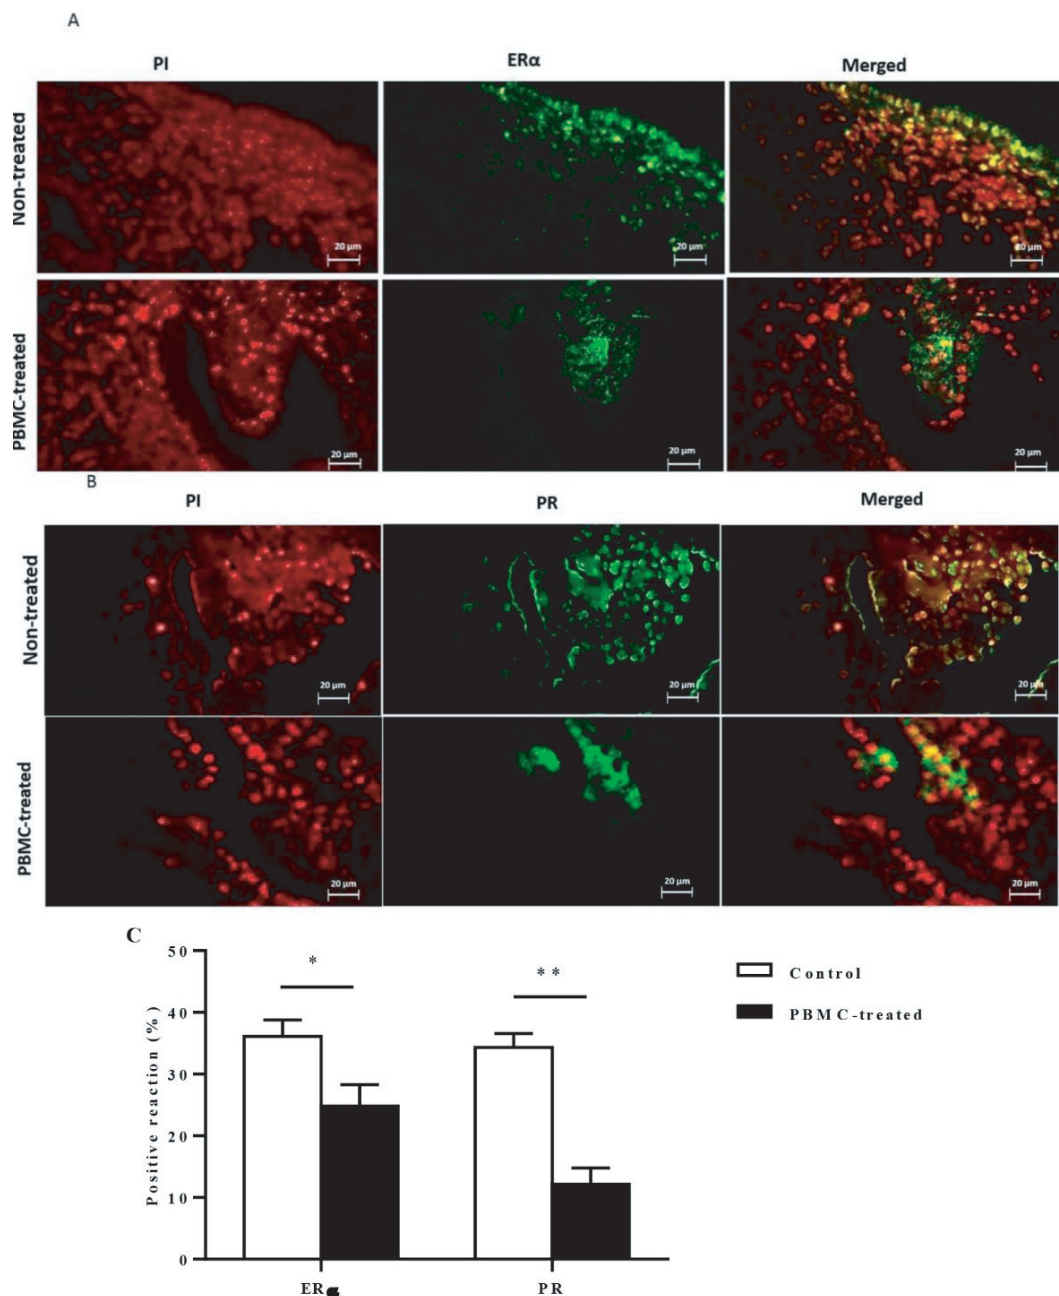 A
PI ERα Merged
Non-treated
20 µm 20 µm 20 µm
PBMC-treated
20 µm 20 µm 20 µm
B
PI PR Merged
Non-treated
20 µm 20 µm 20 µm
PBMC-treated
20 µm 20 µm 20 µm
C
Positive reaction (%)
50
40
30
20
10
0
* **
ER PR
Control
PBMC-treated